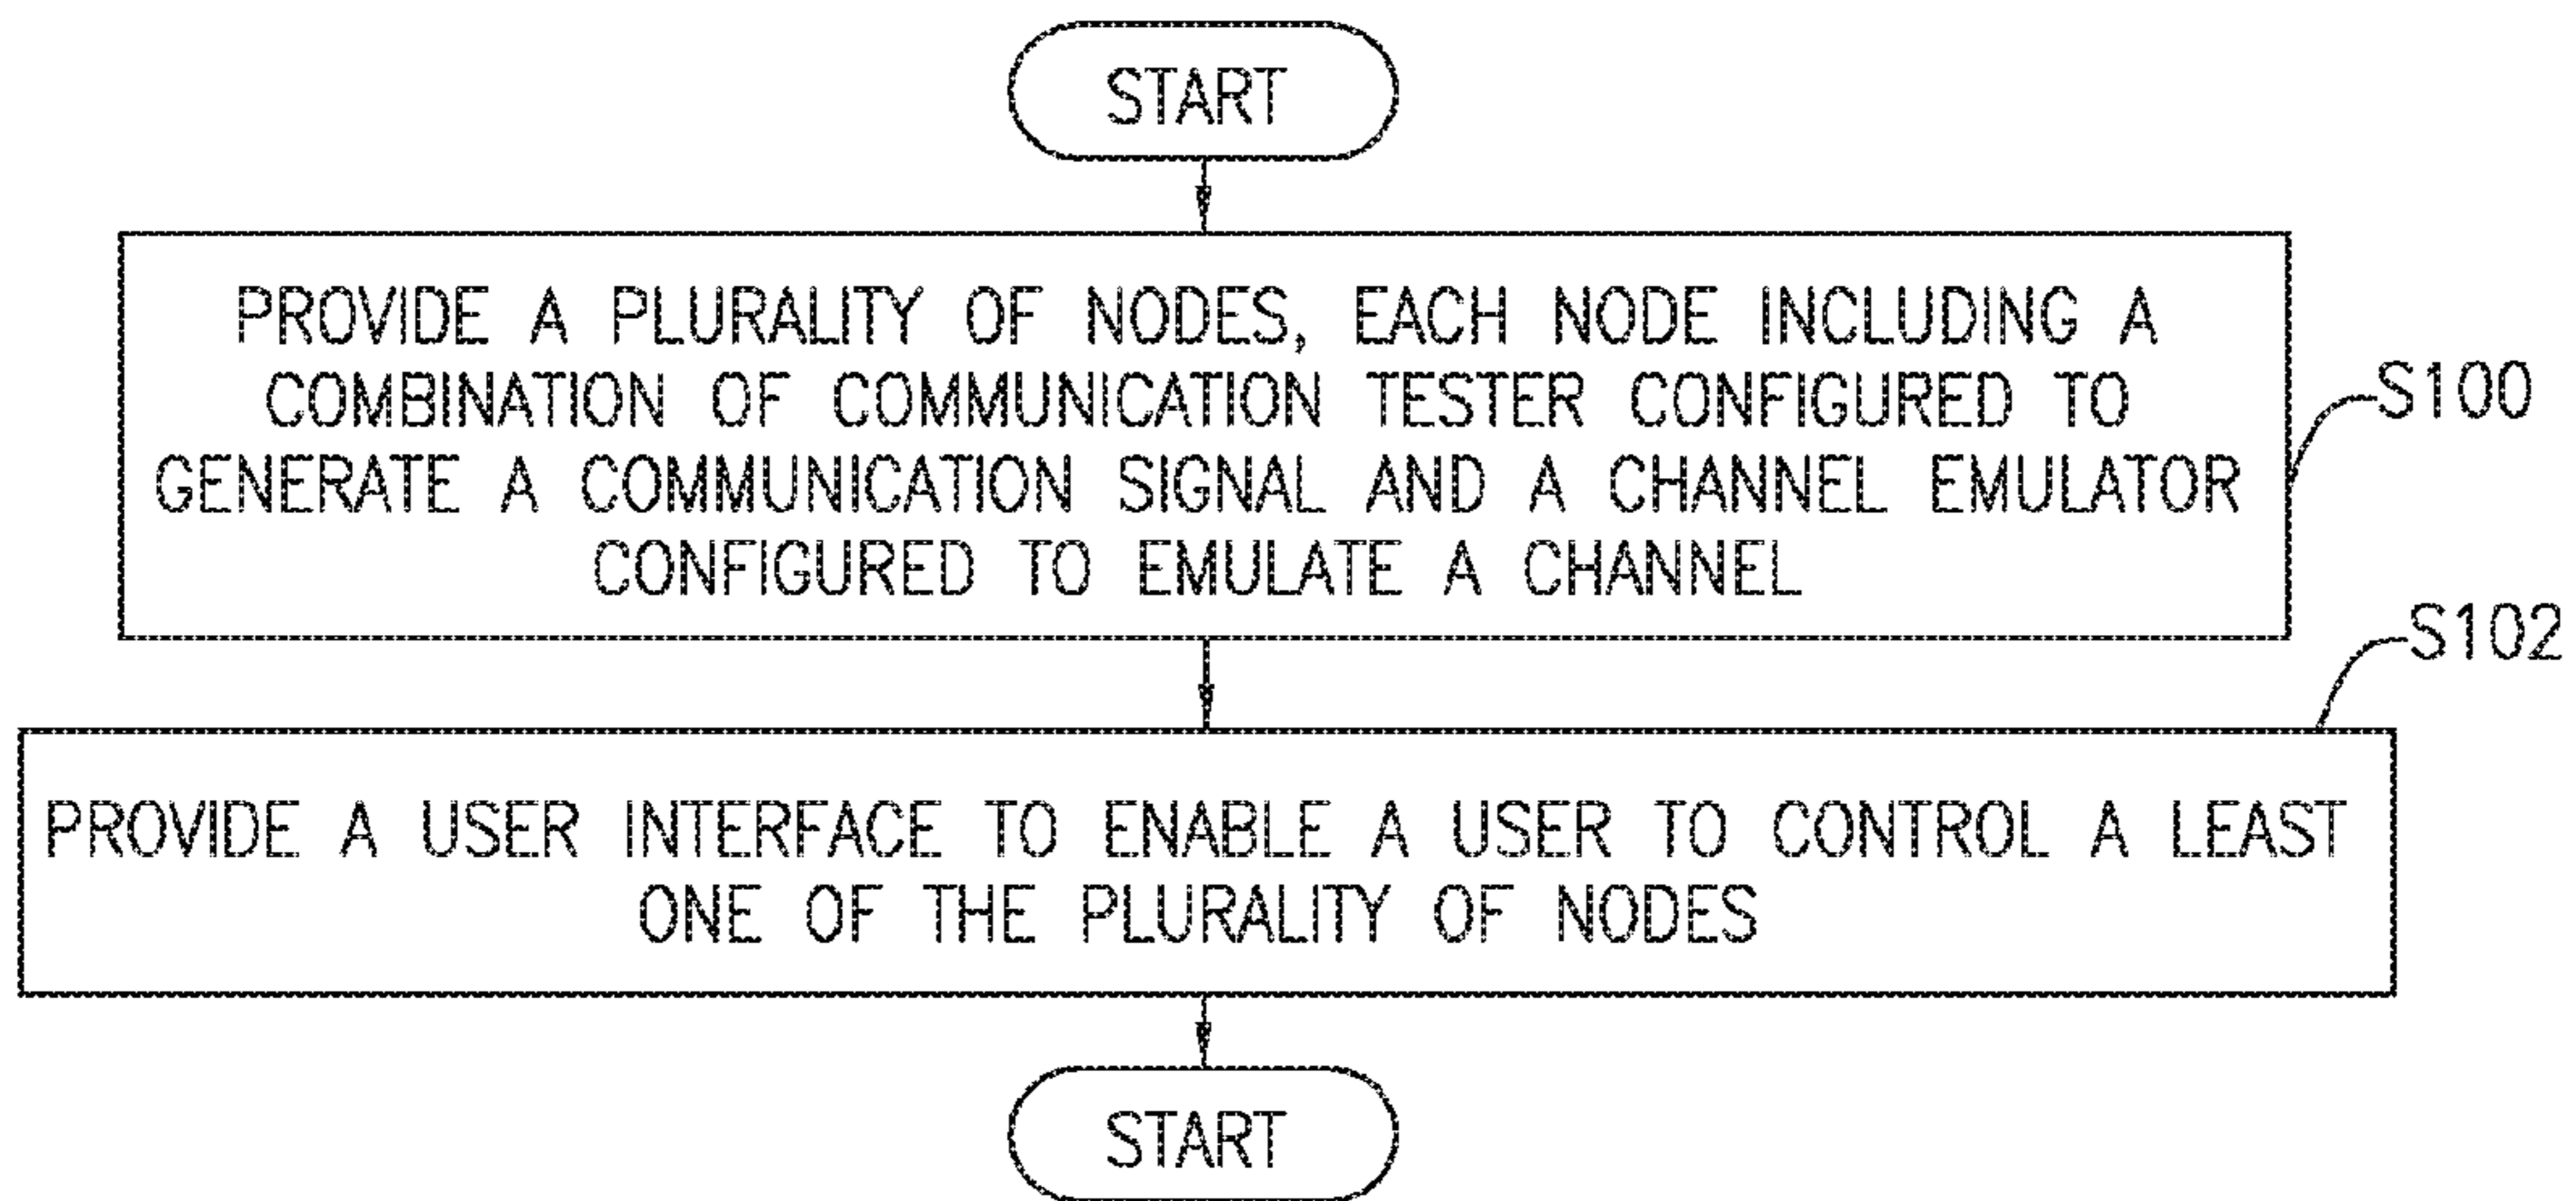 START
PROVIDE A PLURALITY OF NODES, EACH NODE INCLUDING A
COMBINATION OF COMMUNICATION TESTER CONFIGURED TO
GENERATE A COMMUNICATION SIGNAL AND A CHANNEL EMULATOR
CONFIGURED TO EMULATE A CHANNEL
S100
S102
PROVIDE A USER INTERFACE TO ENABLE A USER TO CONTROL A LEAST
ONE OF THE PLURALITY OF NODES
START